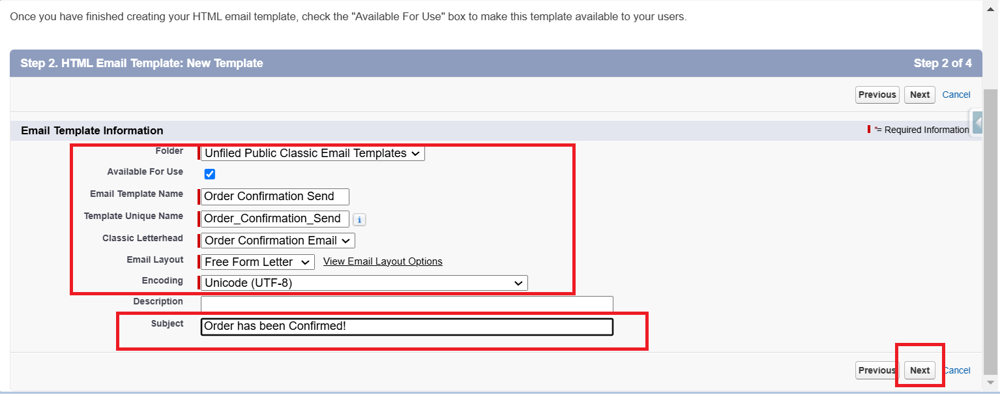 Once you have finished creating your HTML email template, check the "Available For Use" box to make this template available to your users.
Step 2. HTML Email Template: New Template Step 2 of 4
Previous Next Cancel
Email Template Information *= Required Information
Folder Unfiled Public Classic Email Templates
Available For Use
Email Template Name Order Confirmation Send
Template Unique Name Order_Confirmation_Send i
Classic Letterhead Order Confirmation Email
Email Layout Free Form Letter View Email Layout Options
Encoding Unicode (UTF-8)
Description
Subject Order has been Confirmed!
Previous Next Cancel